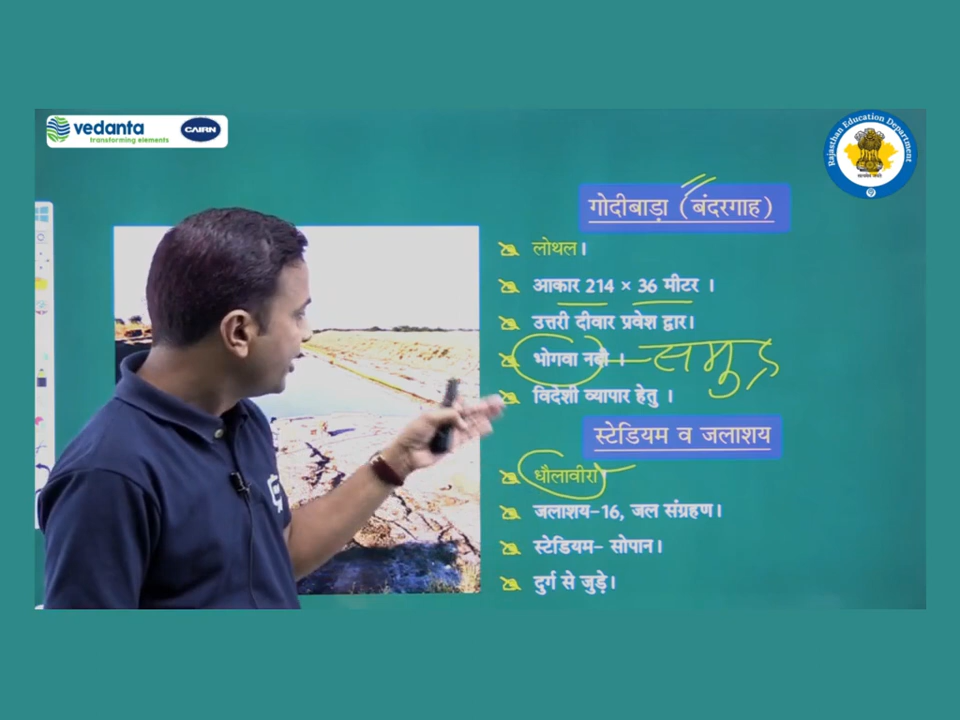 vedanta
transforming elements
CAIRN
Rajasthan Education Department
गोदीबाड़ा (बंदरगाह)
लोथल।
आकार 214 × 36 मीटर ।
उत्तरी दीवार प्रवेश द्वार।
भोगवा नदी । — समुद्र
विदेशी व्यापार हेतु ।
स्टेडियम व जलाशय
धौलावीरा
जलाशय-16, जल संग्रहण।
स्टेडियम- सोपान।
दुर्ग से जुड़े।